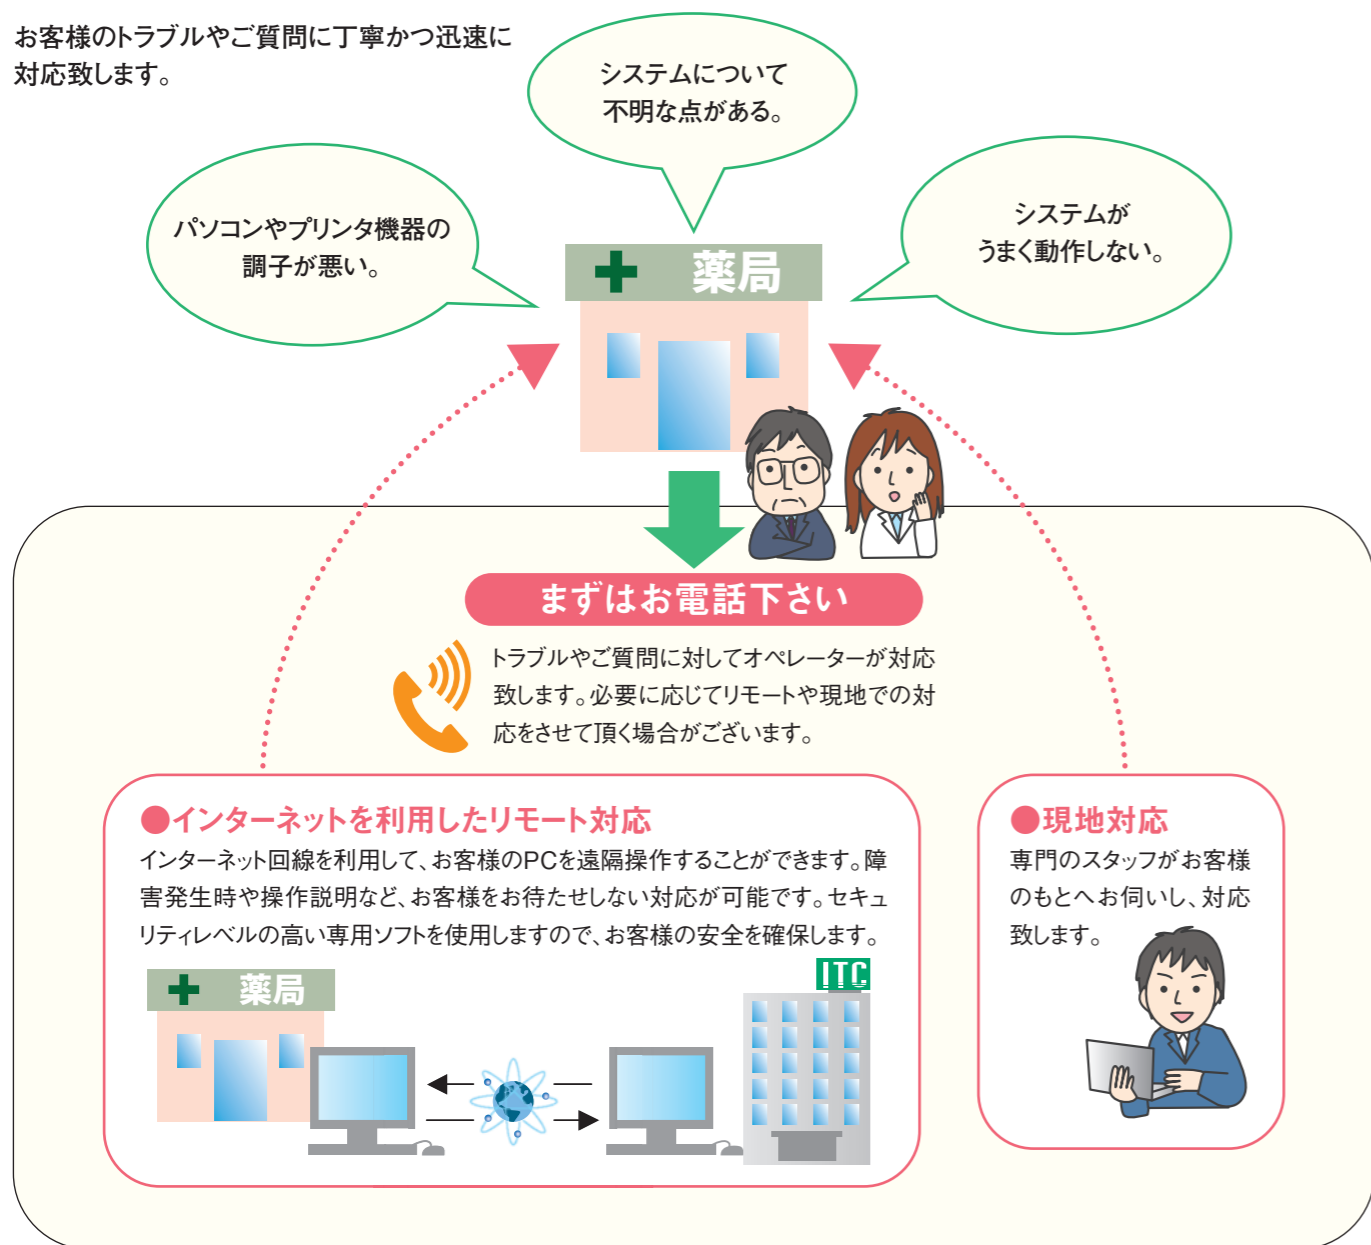 お客様のトラブルやご質問に丁寧かつ迅速に
対応致します。
システムについて
不明な点がある。
パソコンやプリンタ機器の
調子が悪い。
システムが
うまく動作しない。
薬局
まずはお電話下さい
トラブルやご質問に対してオペレーターが対応
致します。必要に応じてリモートや現地での対
応をさせて頂く場合がございます。
●インターネットを利用したリモート対応
インターネット回線を利用して、お客様のPCを遠隔操作することができます。障
害発生時や操作説明など、お客様をお待たせしない対応が可能です。セキュ
リティレベルの高い専用ソフトを使用しますので、お客様の安全を確保します。
薬局
ITC
●現地対応
専門のスタッフがお客様
のもとへお伺いし、対応
致します。